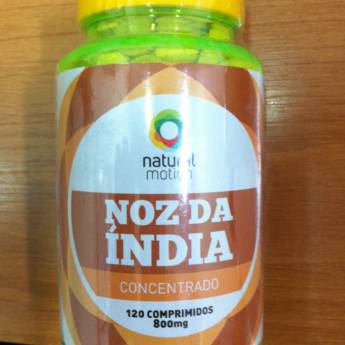 natural
motion
NOZ DA
ÍNDIA
CONCENTRADO
120 COMPRIMIDOS
800mg